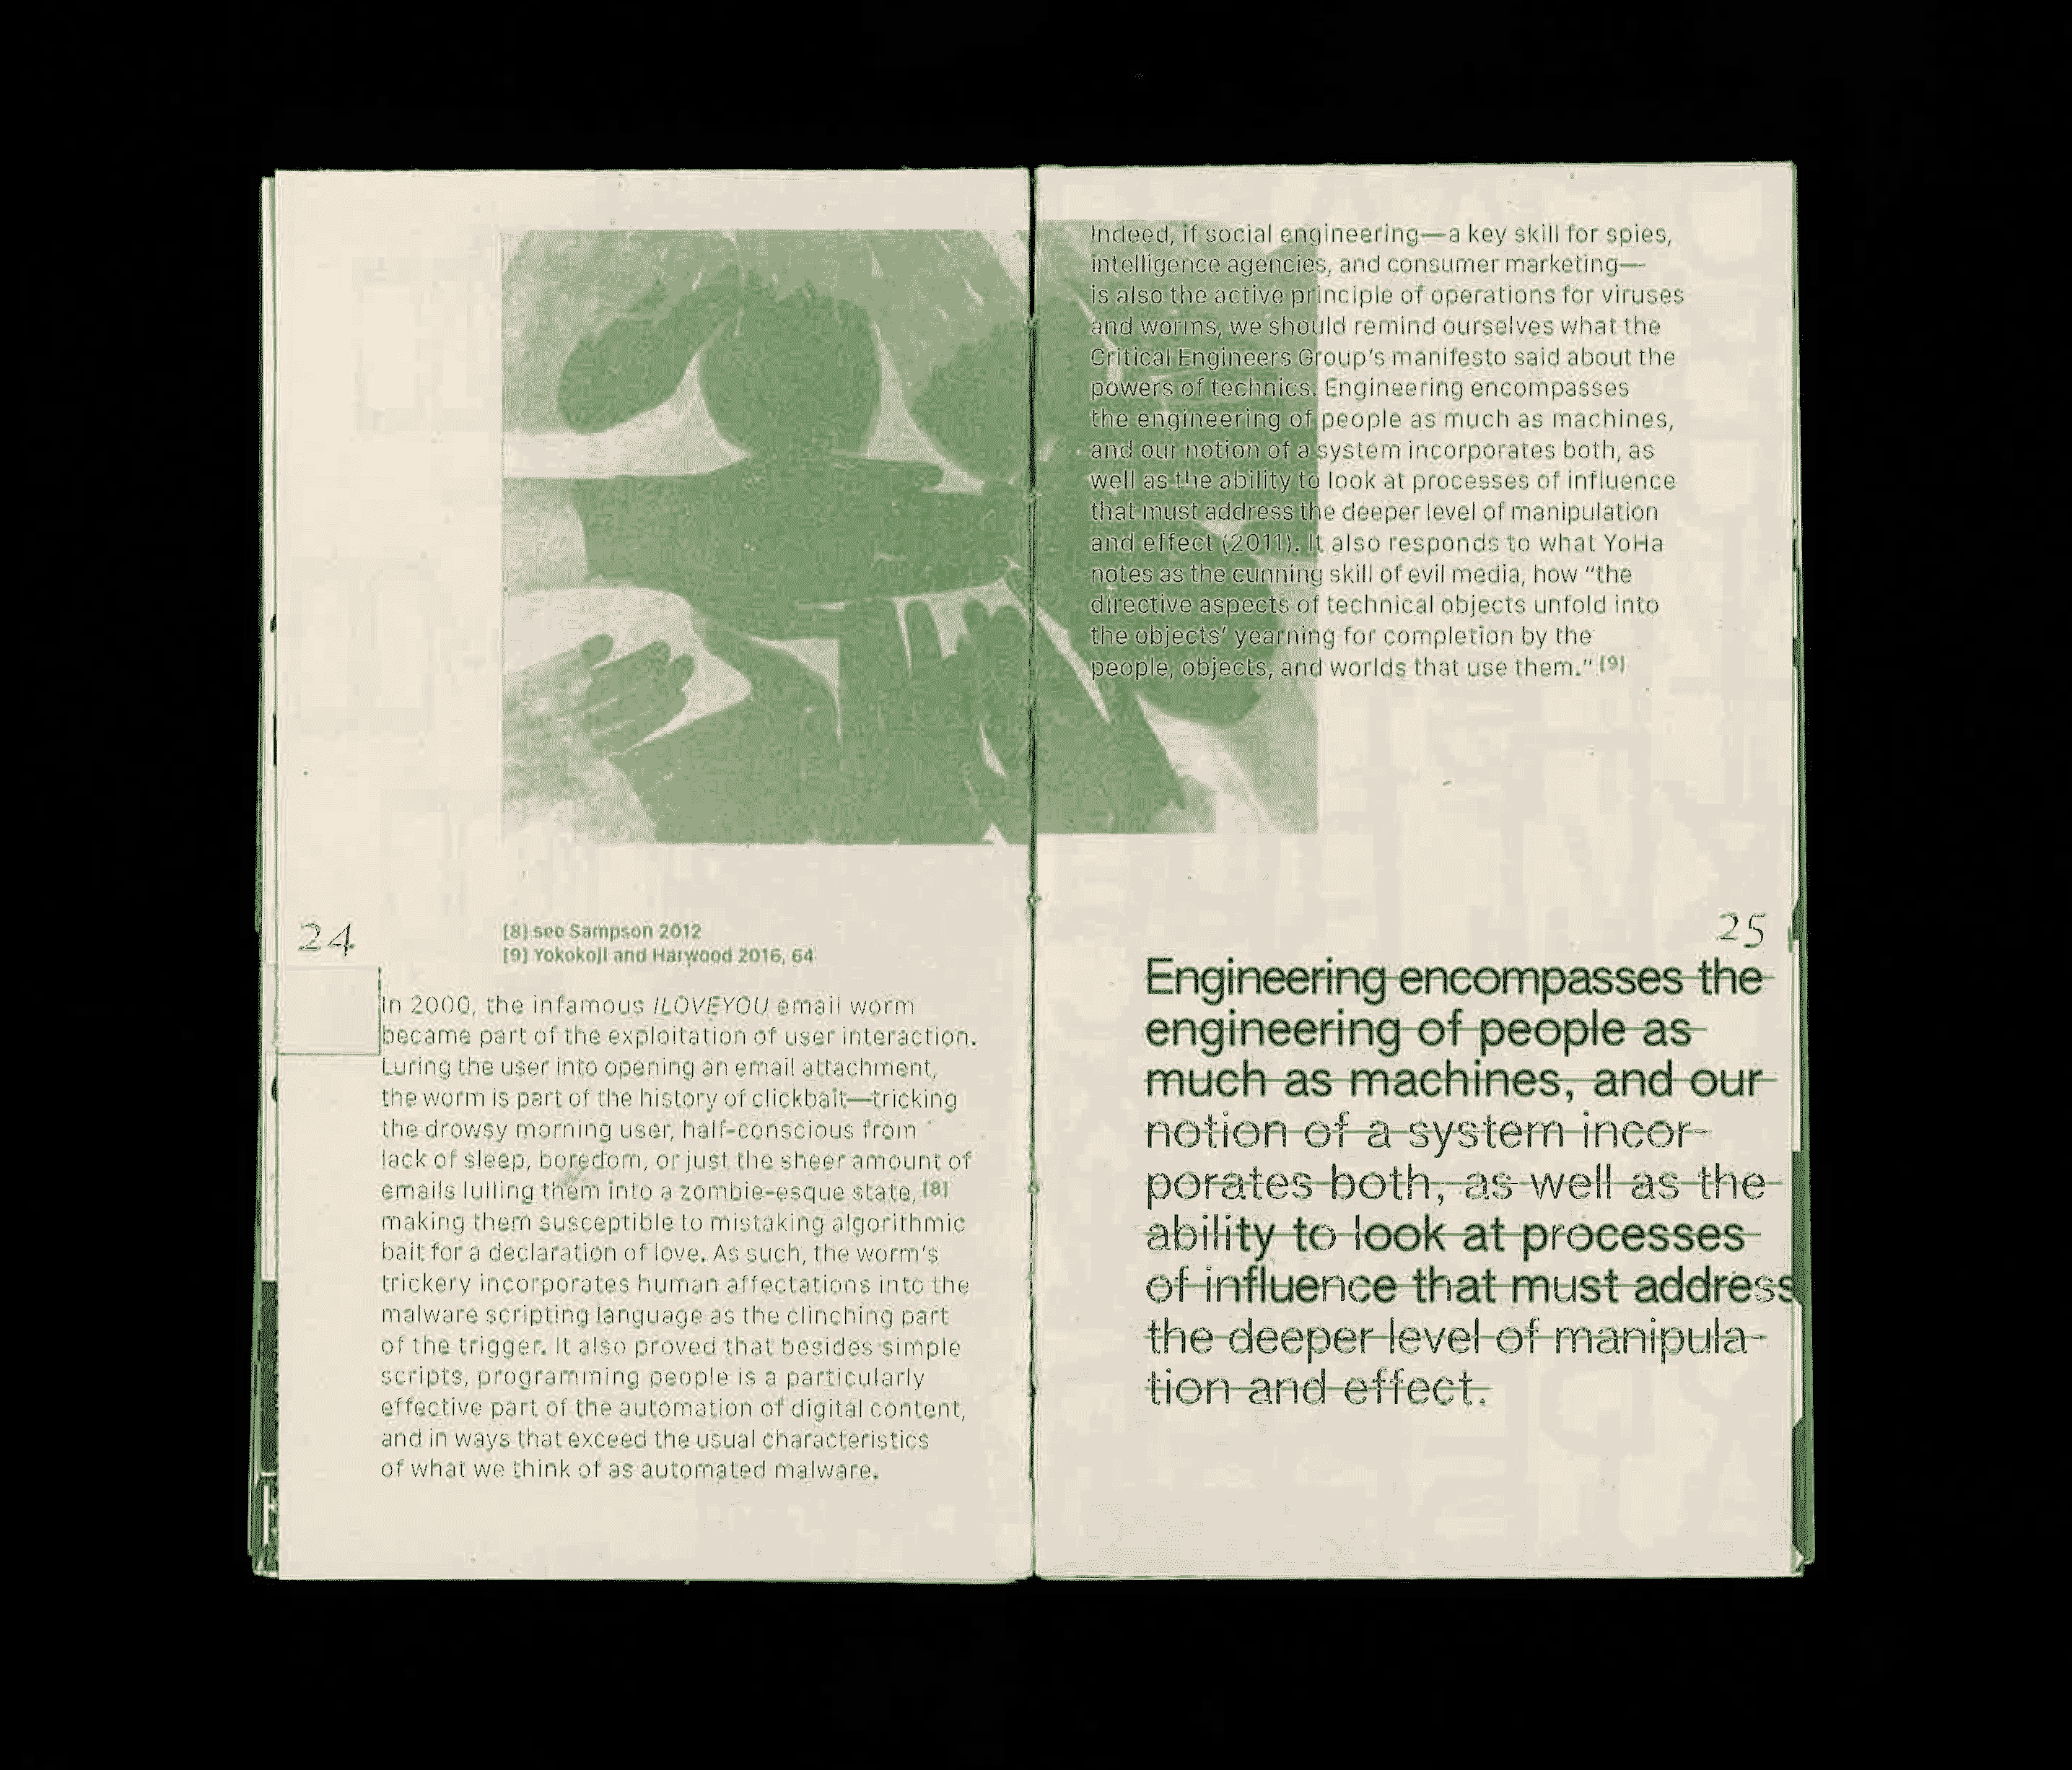 24
[8] see Sampson 2012
[9] Yokokoji and Harwood 2016, 64
In 2000, the infamous ILOVEYOU email worm
became part of the exploitation of user interaction.
Luring the user into opening an email attachment,
the worm is part of the history of clickbait—tricking
the drowsy morning user, half-conscious from
lack of sleep, boredom, or just the sheer amount of
emails lulling them into a zombie-esque state, [8]
making them susceptible to mistaking algorithmic
bait for a declaration of love. As such, the worm's
trickery incorporates human affectations into the
malware scripting language as the clinching part
of the trigger. It also proved that besides simple
scripts, programming people is a particularly
effective part of the automation of digital content,
and in ways that exceed the usual characteristics
of what we think of as automated malware.
Indeed, if social engineering—a key skill for spies,
intelligence agencies, and consumer marketing—
is also the active principle of operations for viruses
and worms, we should remind ourselves what the
Critical Engineers Group's manifesto said about the
powers of technics. Engineering encompasses
the engineering of people as much as machines,
and our notion of a system incorporates both, as
well as the ability to look at processes of influence
that must address the deeper level of manipulation
and effect (2011). It also responds to what YoHa
notes as the cunning skill of evil media, how "the
directive aspects of technical objects unfold into
the objects' yearning for completion by the
people, objects, and worlds that use them." [9]
25
Engineering encompasses the
engineering of people as
much as machines, and our
notion of a system incor-
porates both, as well as the
ability to look at processes
of influence that must address
the deeper level of manipula-
tion and effect.